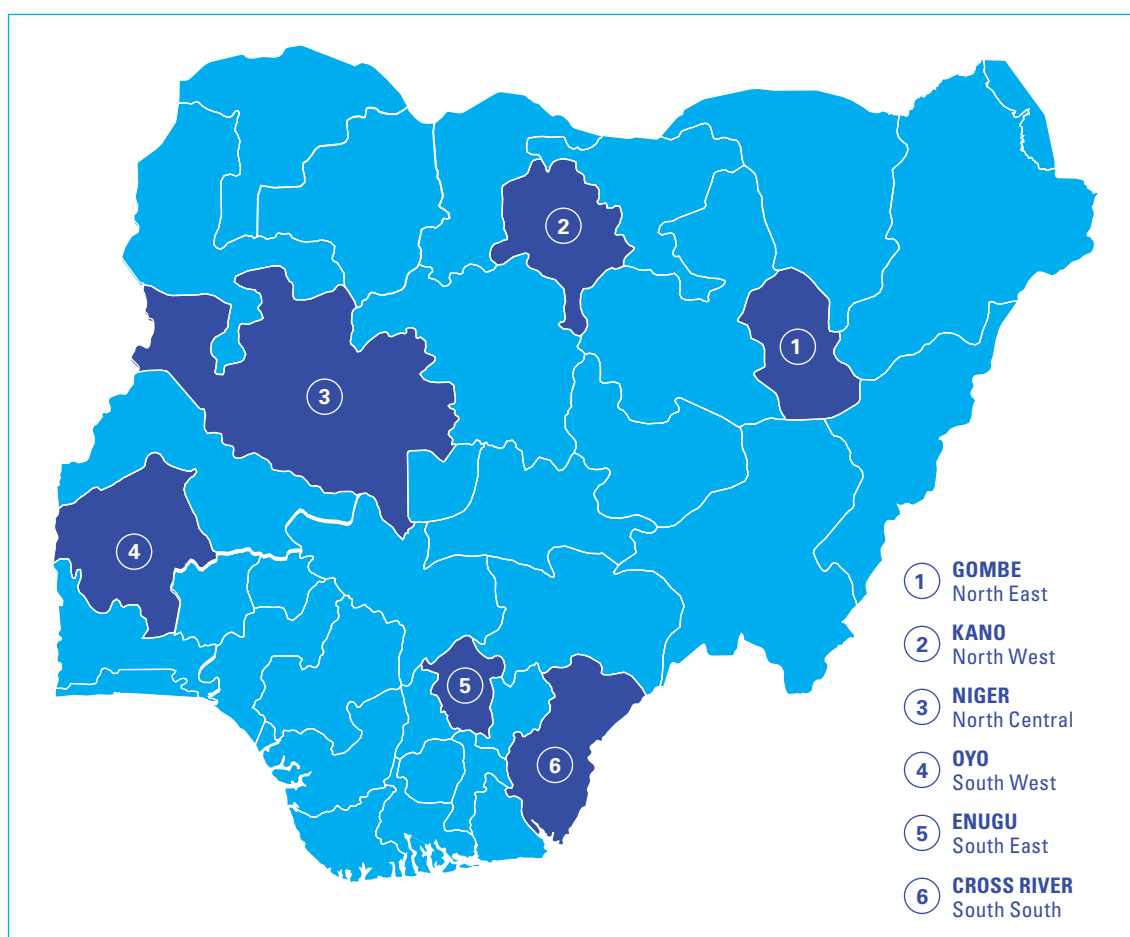 2
1
3
4
5
6
1 GOMBE
North East
2 KANO
North West
3 NIGER
North Central
4 OYO
South West
5 ENUGU
South East
6 CROSS RIVER
South South